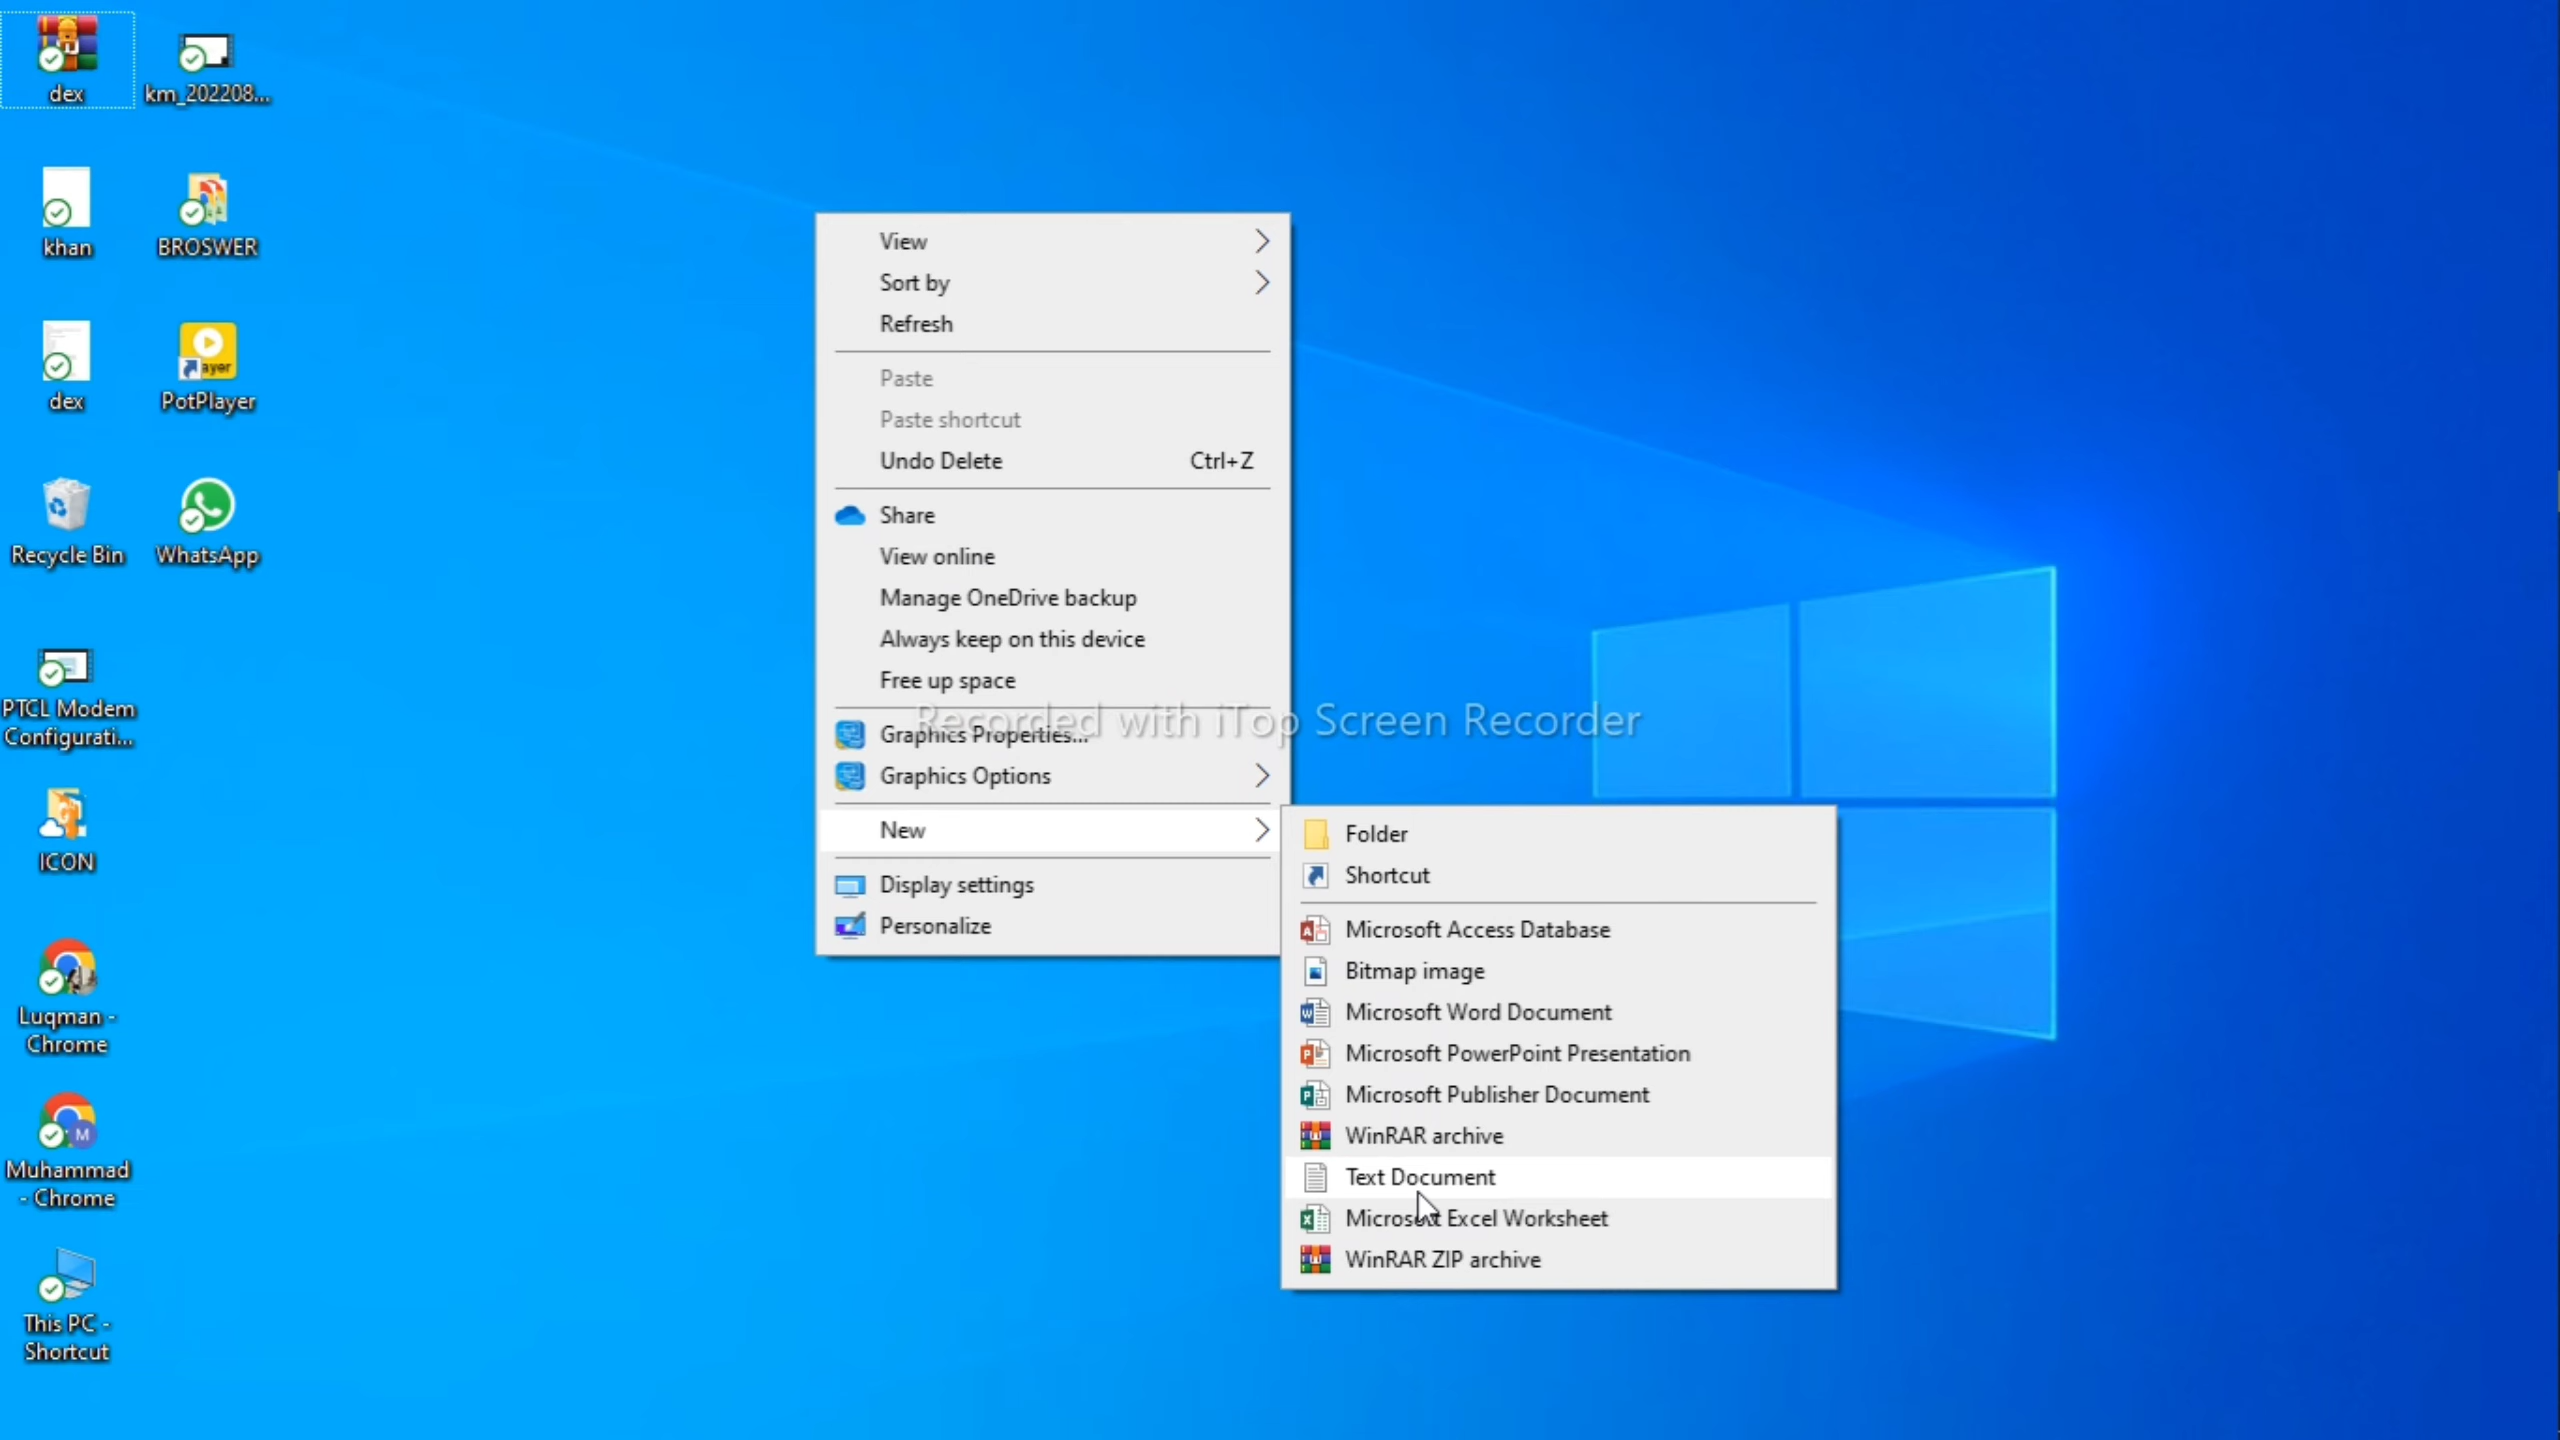 dex
km_202208...
khan
BROSWER
ayer
dex
PotPlayer
Recycle Bin
WhatsApp
PTCL Modem
Configurati...
ICON
Luqman -
Chrome
M
Muhammad
- Chrome
This PC -
Shortcut
View
Sort by
Refresh
Paste
Paste shortcut
Undo Delete Ctrl+Z
Share
View online
Manage OneDrive backup
Always keep on this device
Free up space
Recorded with iTop Screen Recorder
Graphics Properties...
Graphics Options
New
Display settings
Personalize
Folder
Shortcut
Microsoft Access Database
Bitmap image
Microsoft Word Document
Microsoft PowerPoint Presentation
Microsoft Publisher Document
WinRAR archive
Text Document
Microsoft Excel Worksheet
WinRAR ZIP archive